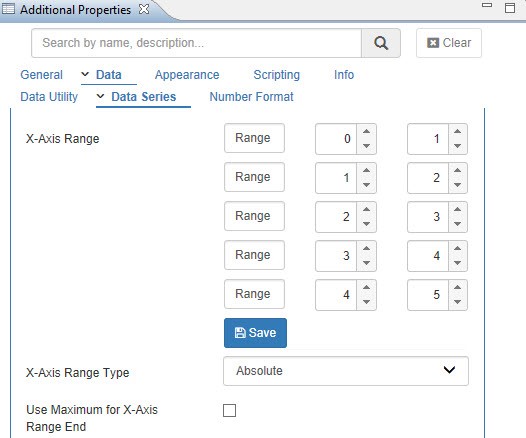 Additional Properties
Search by name, description...
Clear
General Data Appearance Scripting Info
Data Utility Data Series Number Format
X-Axis Range Range 0 1
Range 1 2
Range 2 3
Range 3 4
Range 4 5
Save
X-Axis Range Type Absolute
Use Maximum for X-Axis
Range End